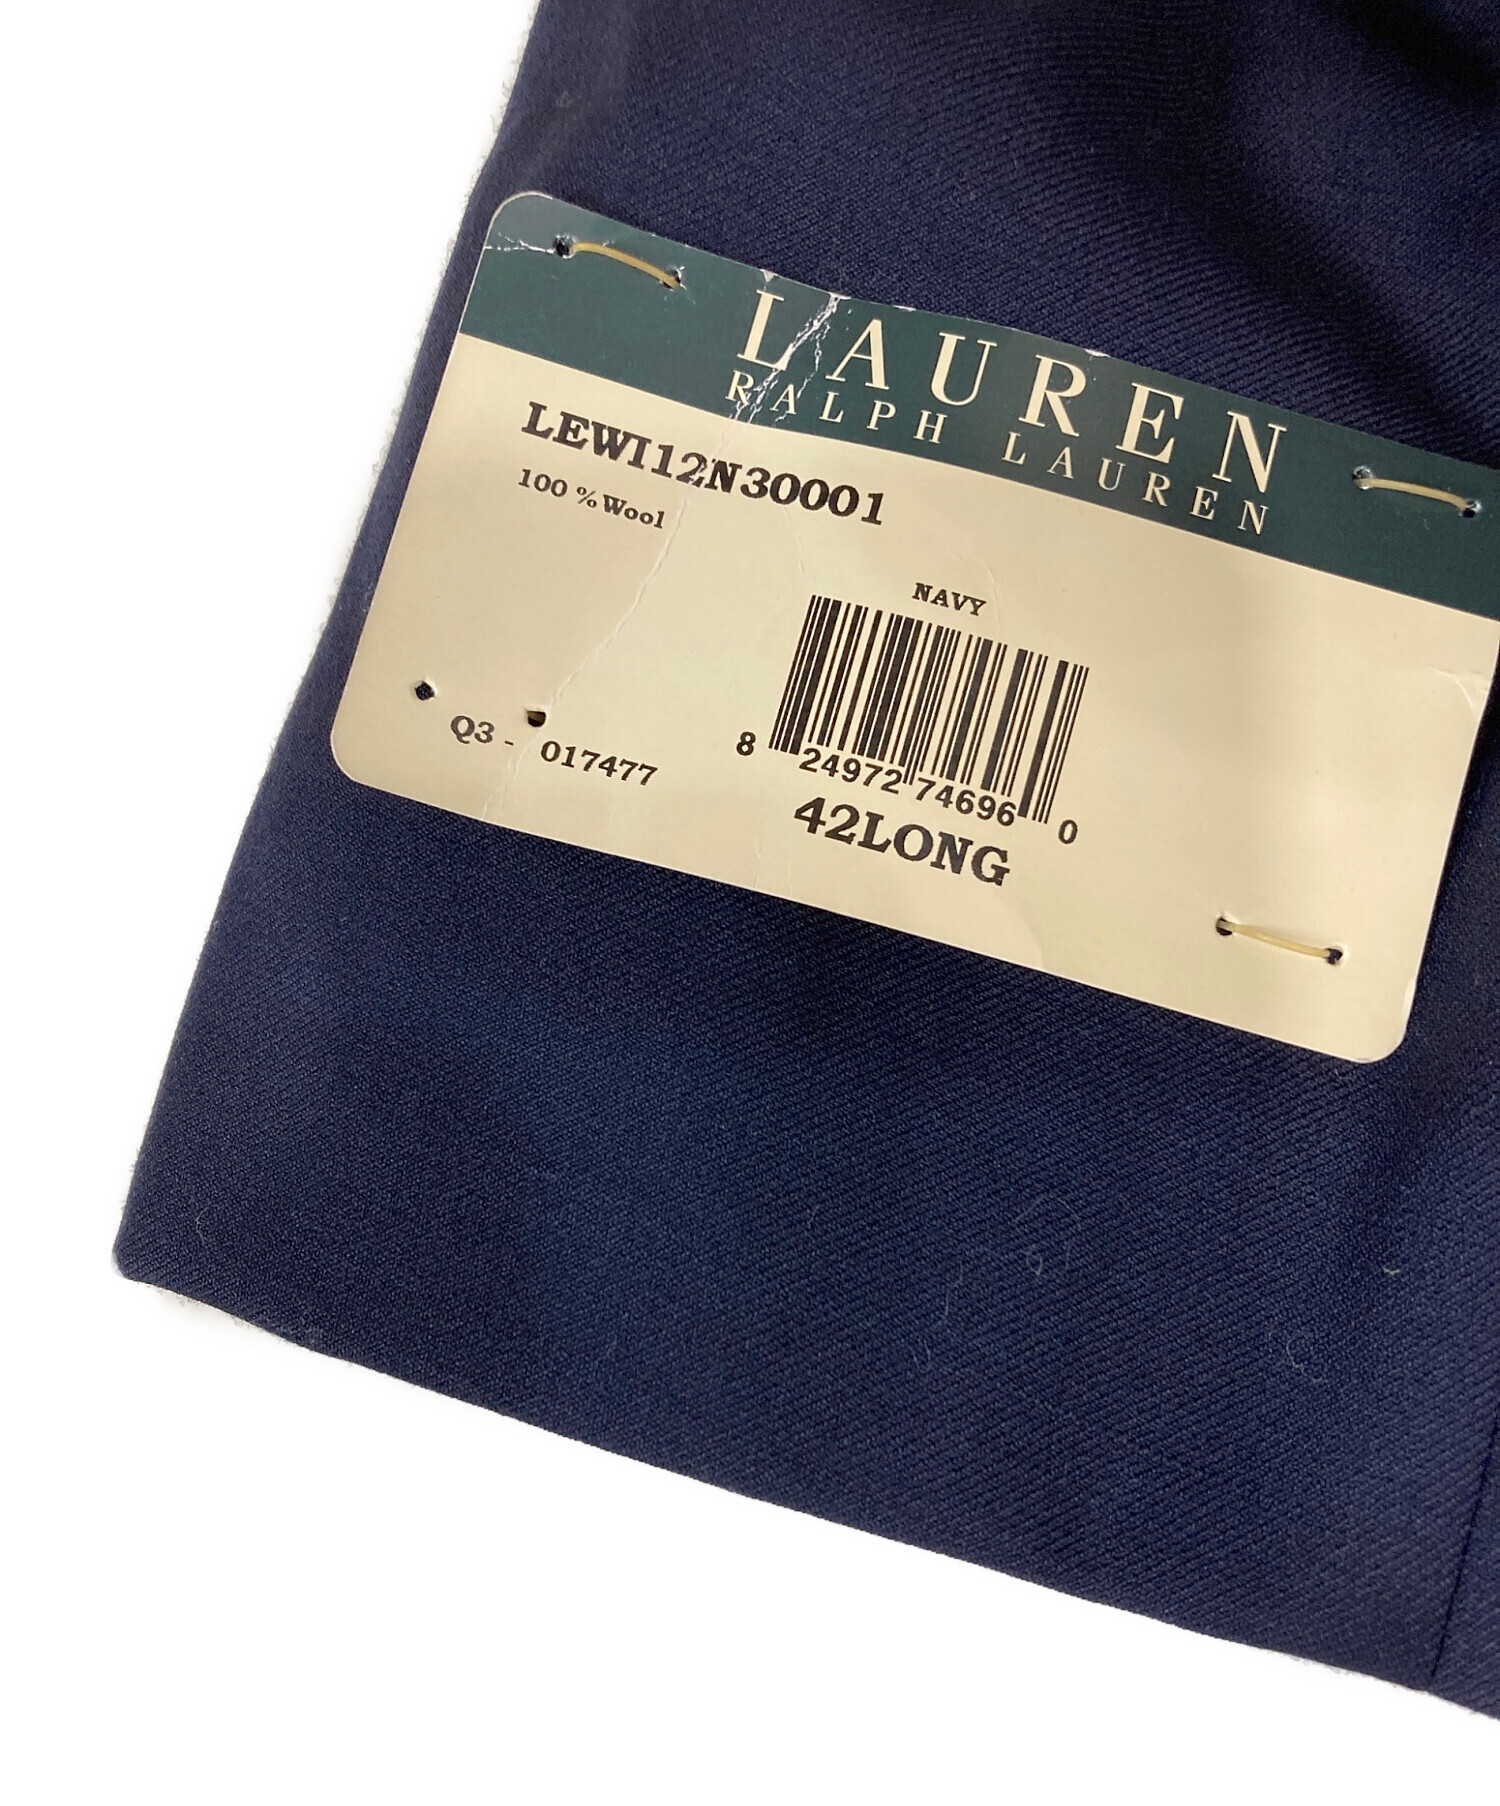 LAUREN
RALPH LAUREN
LEWI12N30001
100 % Wool
NAVY
8 24972 74696 0
Q3 - 017477
42LONG